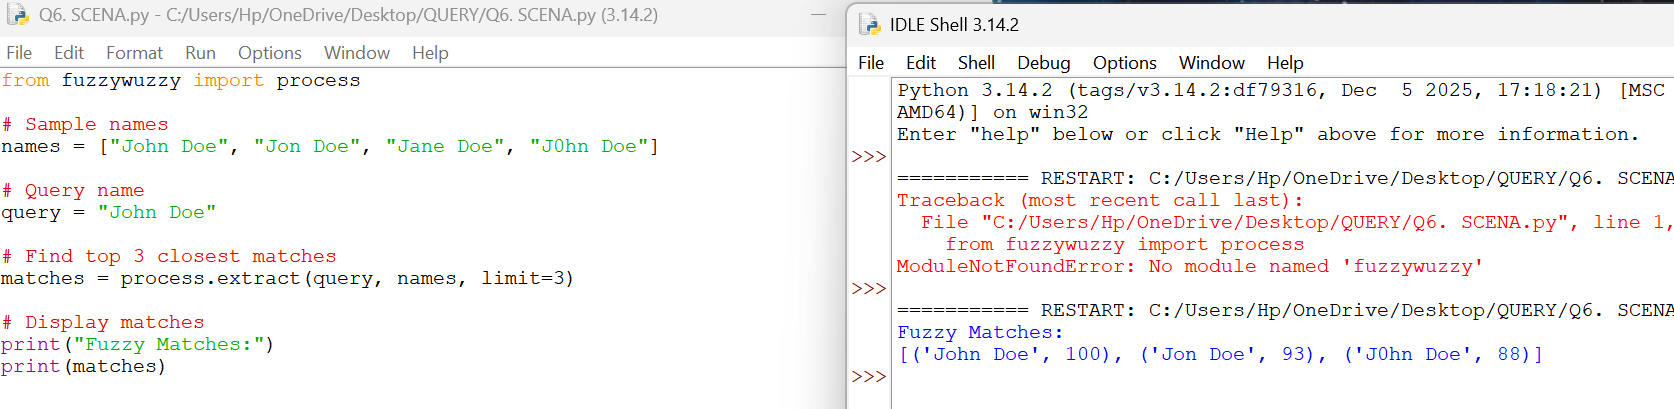 Q6. SCENA.py - C:/Users/Hp/OneDrive/Desktop/QUERY/Q6. SCENA.py (3.14.2)
File Edit Format Run Options Window Help
from fuzzywuzzy import process
# Sample names
names = ["John Doe", "Jon Doe", "Jane Doe", "J0hn Doe"]
# Query name
query = "John Doe"
# Find top 3 closest matches
matches = process.extract(query, names, limit=3)
# Display matches
print("Fuzzy Matches:")
print(matches)
IDLE Shell 3.14.2
File Edit Shell Debug Options Window Help
Python 3.14.2 (tags/v3.14.2:df79316, Dec  5 2025, 17:18:21) [MSC
AMD64)] on win32
Enter "help" below or click "Help" above for more information.
>>>
=========== RESTART: C:/Users/Hp/OneDrive/Desktop/QUERY/Q6. SCENA
Traceback (most recent call last):
  File "C:/Users/Hp/OneDrive/Desktop/QUERY/Q6. SCENA.py", line 1,
    from fuzzywuzzy import process
ModuleNotFoundError: No module named 'fuzzywuzzy'
>>>
=========== RESTART: C:/Users/Hp/OneDrive/Desktop/QUERY/Q6. SCENA
Fuzzy Matches:
[('John Doe', 100), ('Jon Doe', 93), ('J0hn Doe', 88)]
>>>